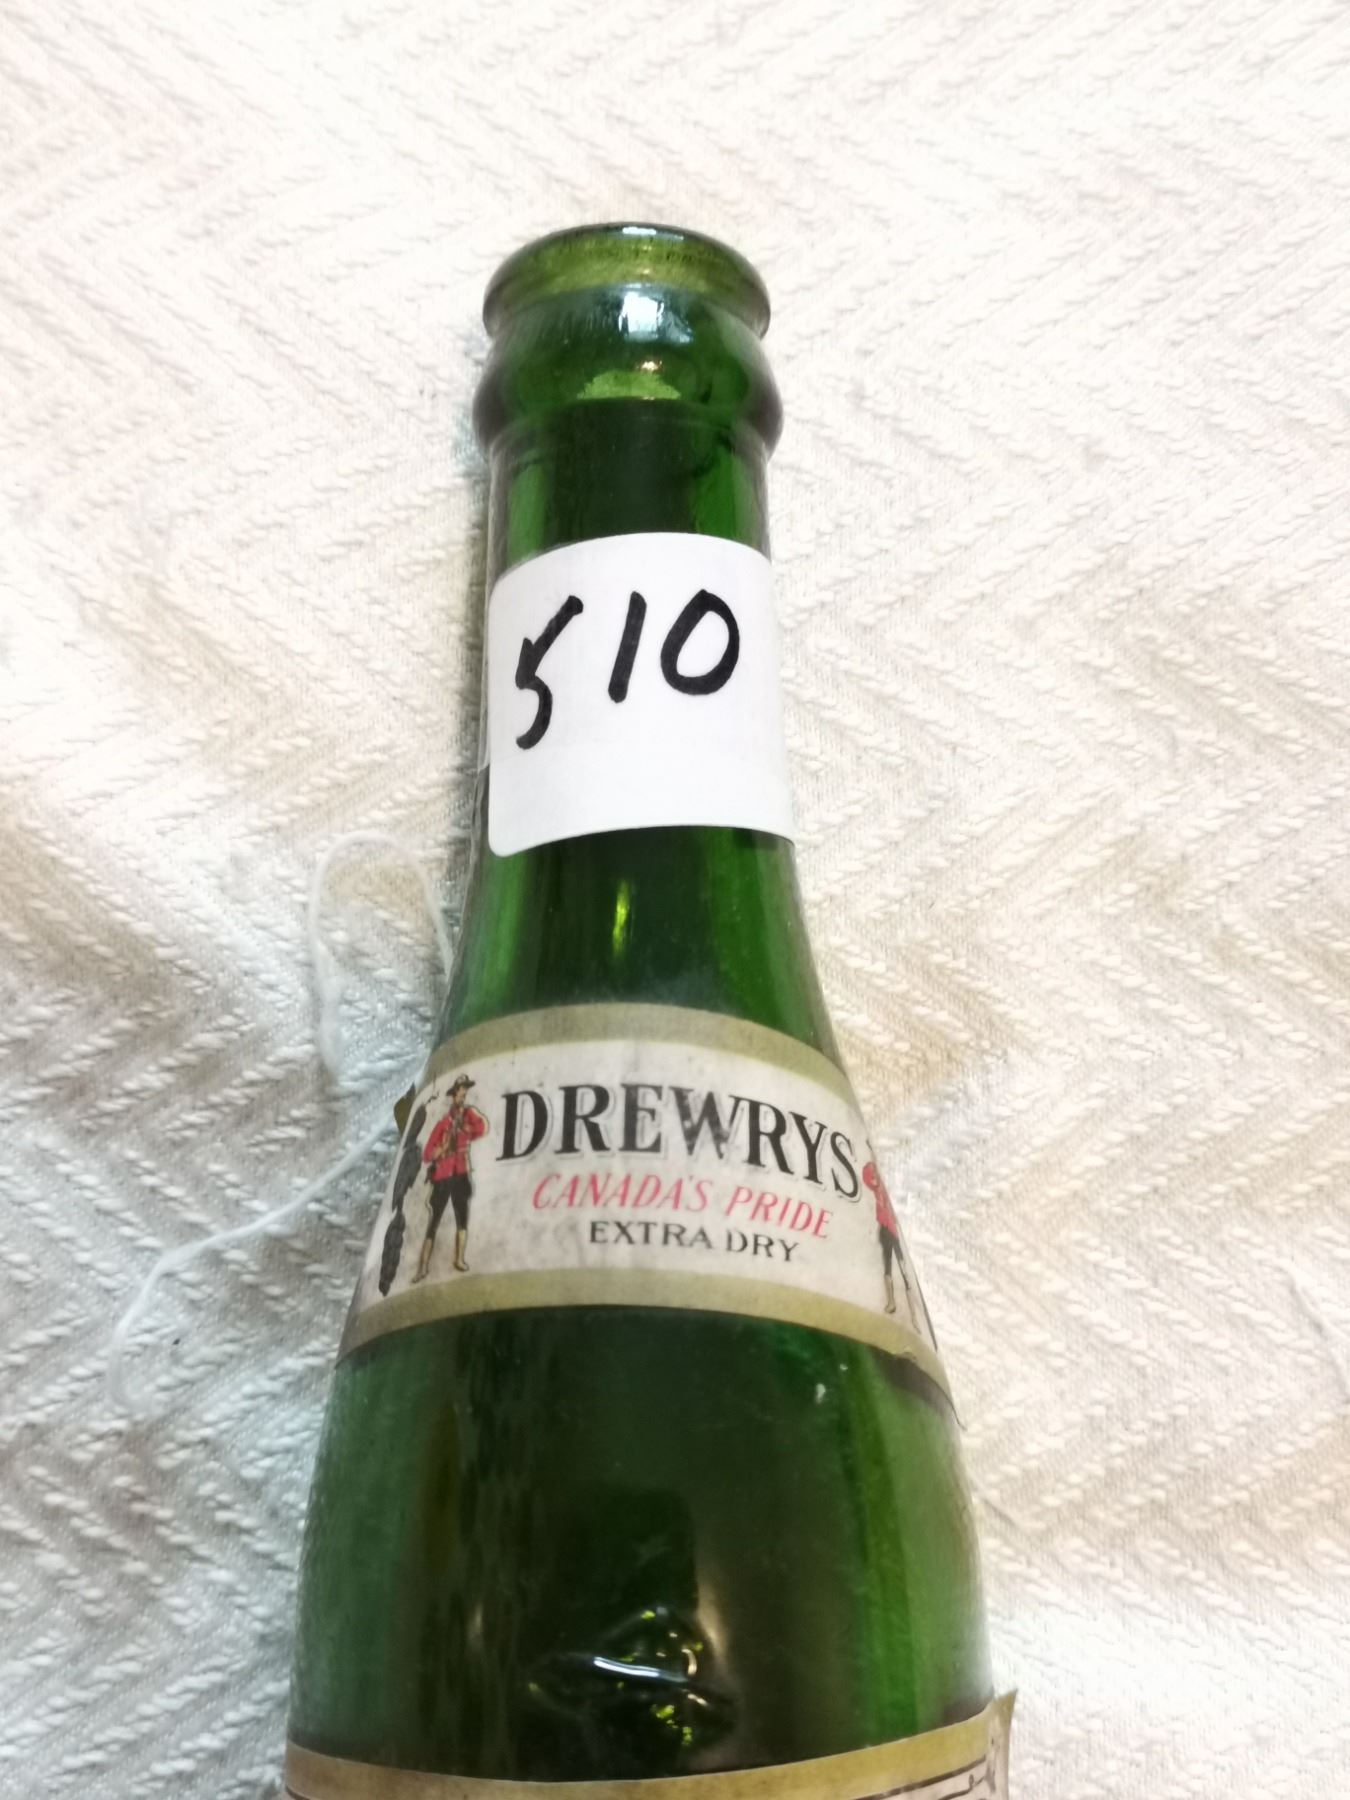 510
DREWRYS
CANADA'S PRIDE
EXTRA DRY